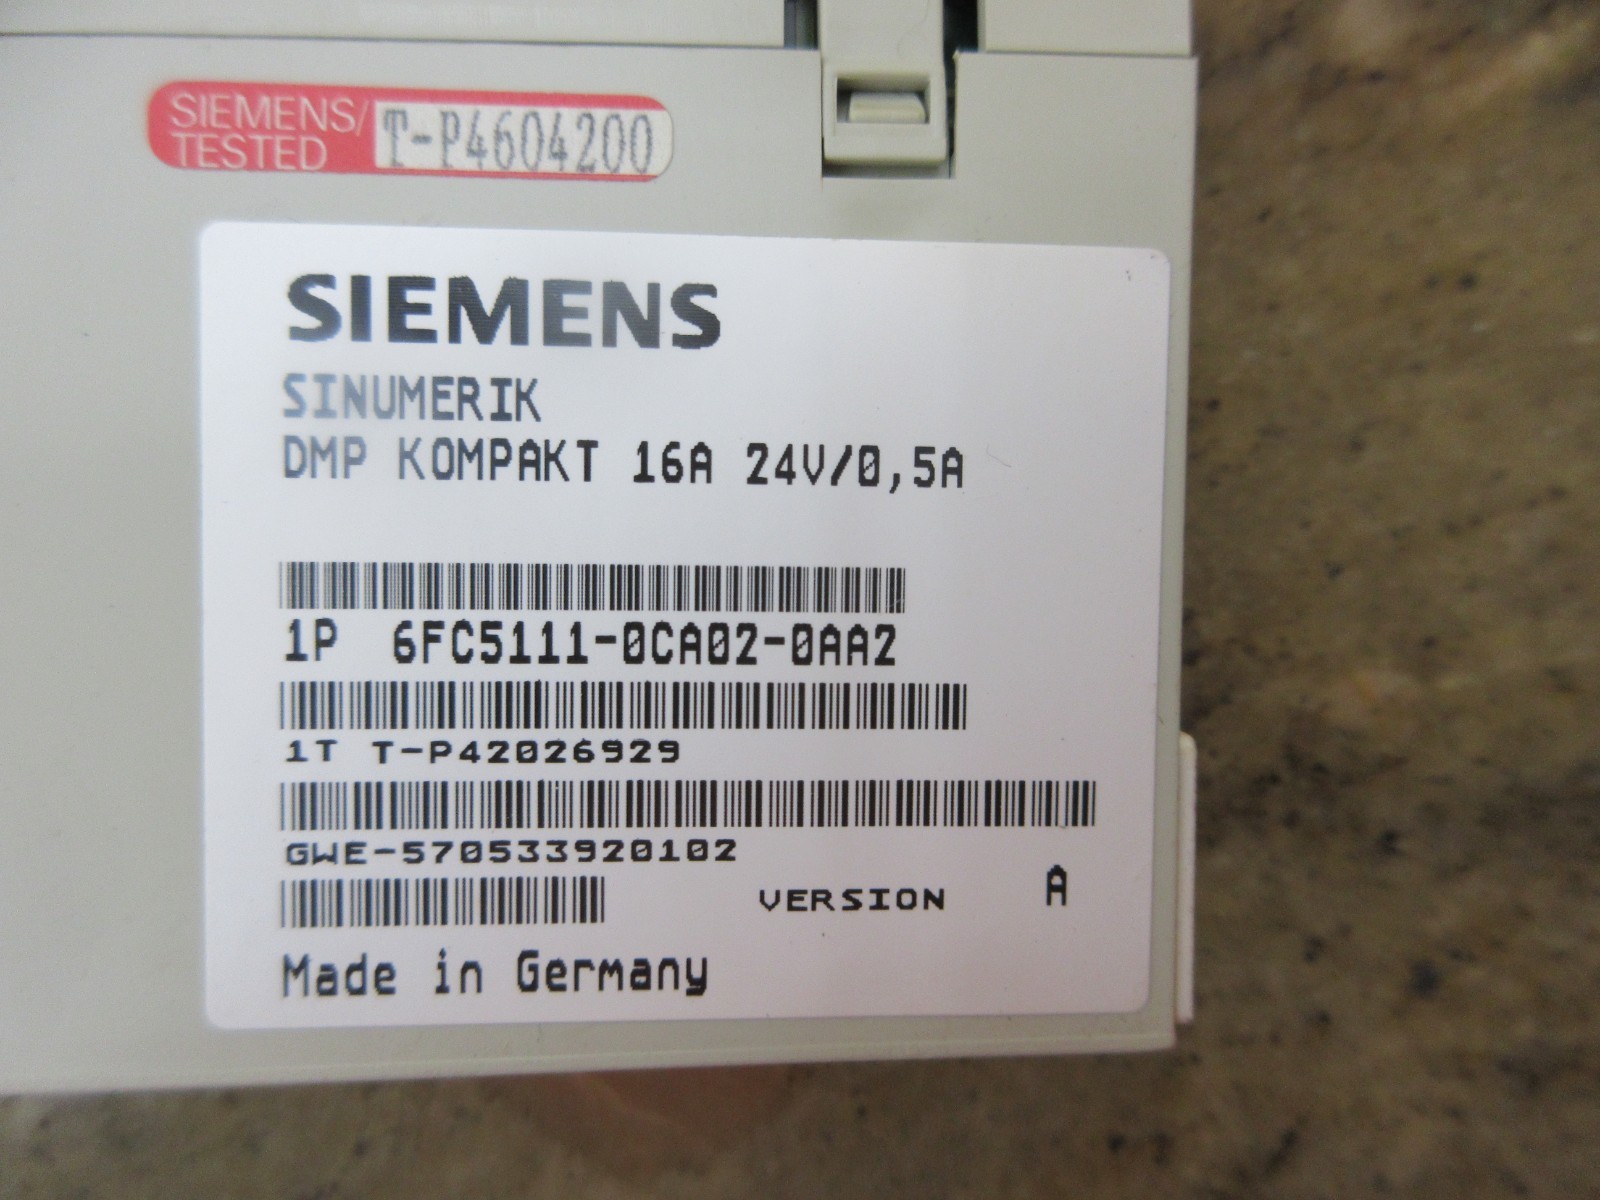 SIEMENS/
TESTED T-P4604200
SIEMENS
SINUMERIK
DMP KOMPAKT 16A 24V/0,5A
1P 6FC5111-0CA02-0AA2
1T T-P42026929
GWE-570533920102
VERSION A
Made in Germany